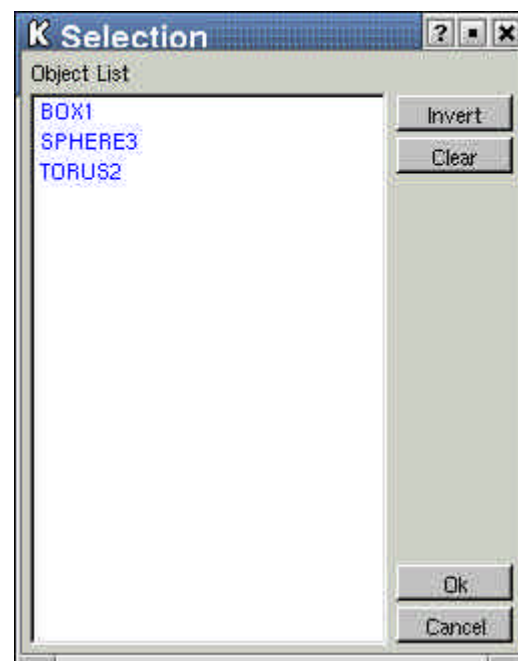 Selection
Object List
BOX1
SPHERE3
TORUS2
Invert
Clear
Ok
Cancel